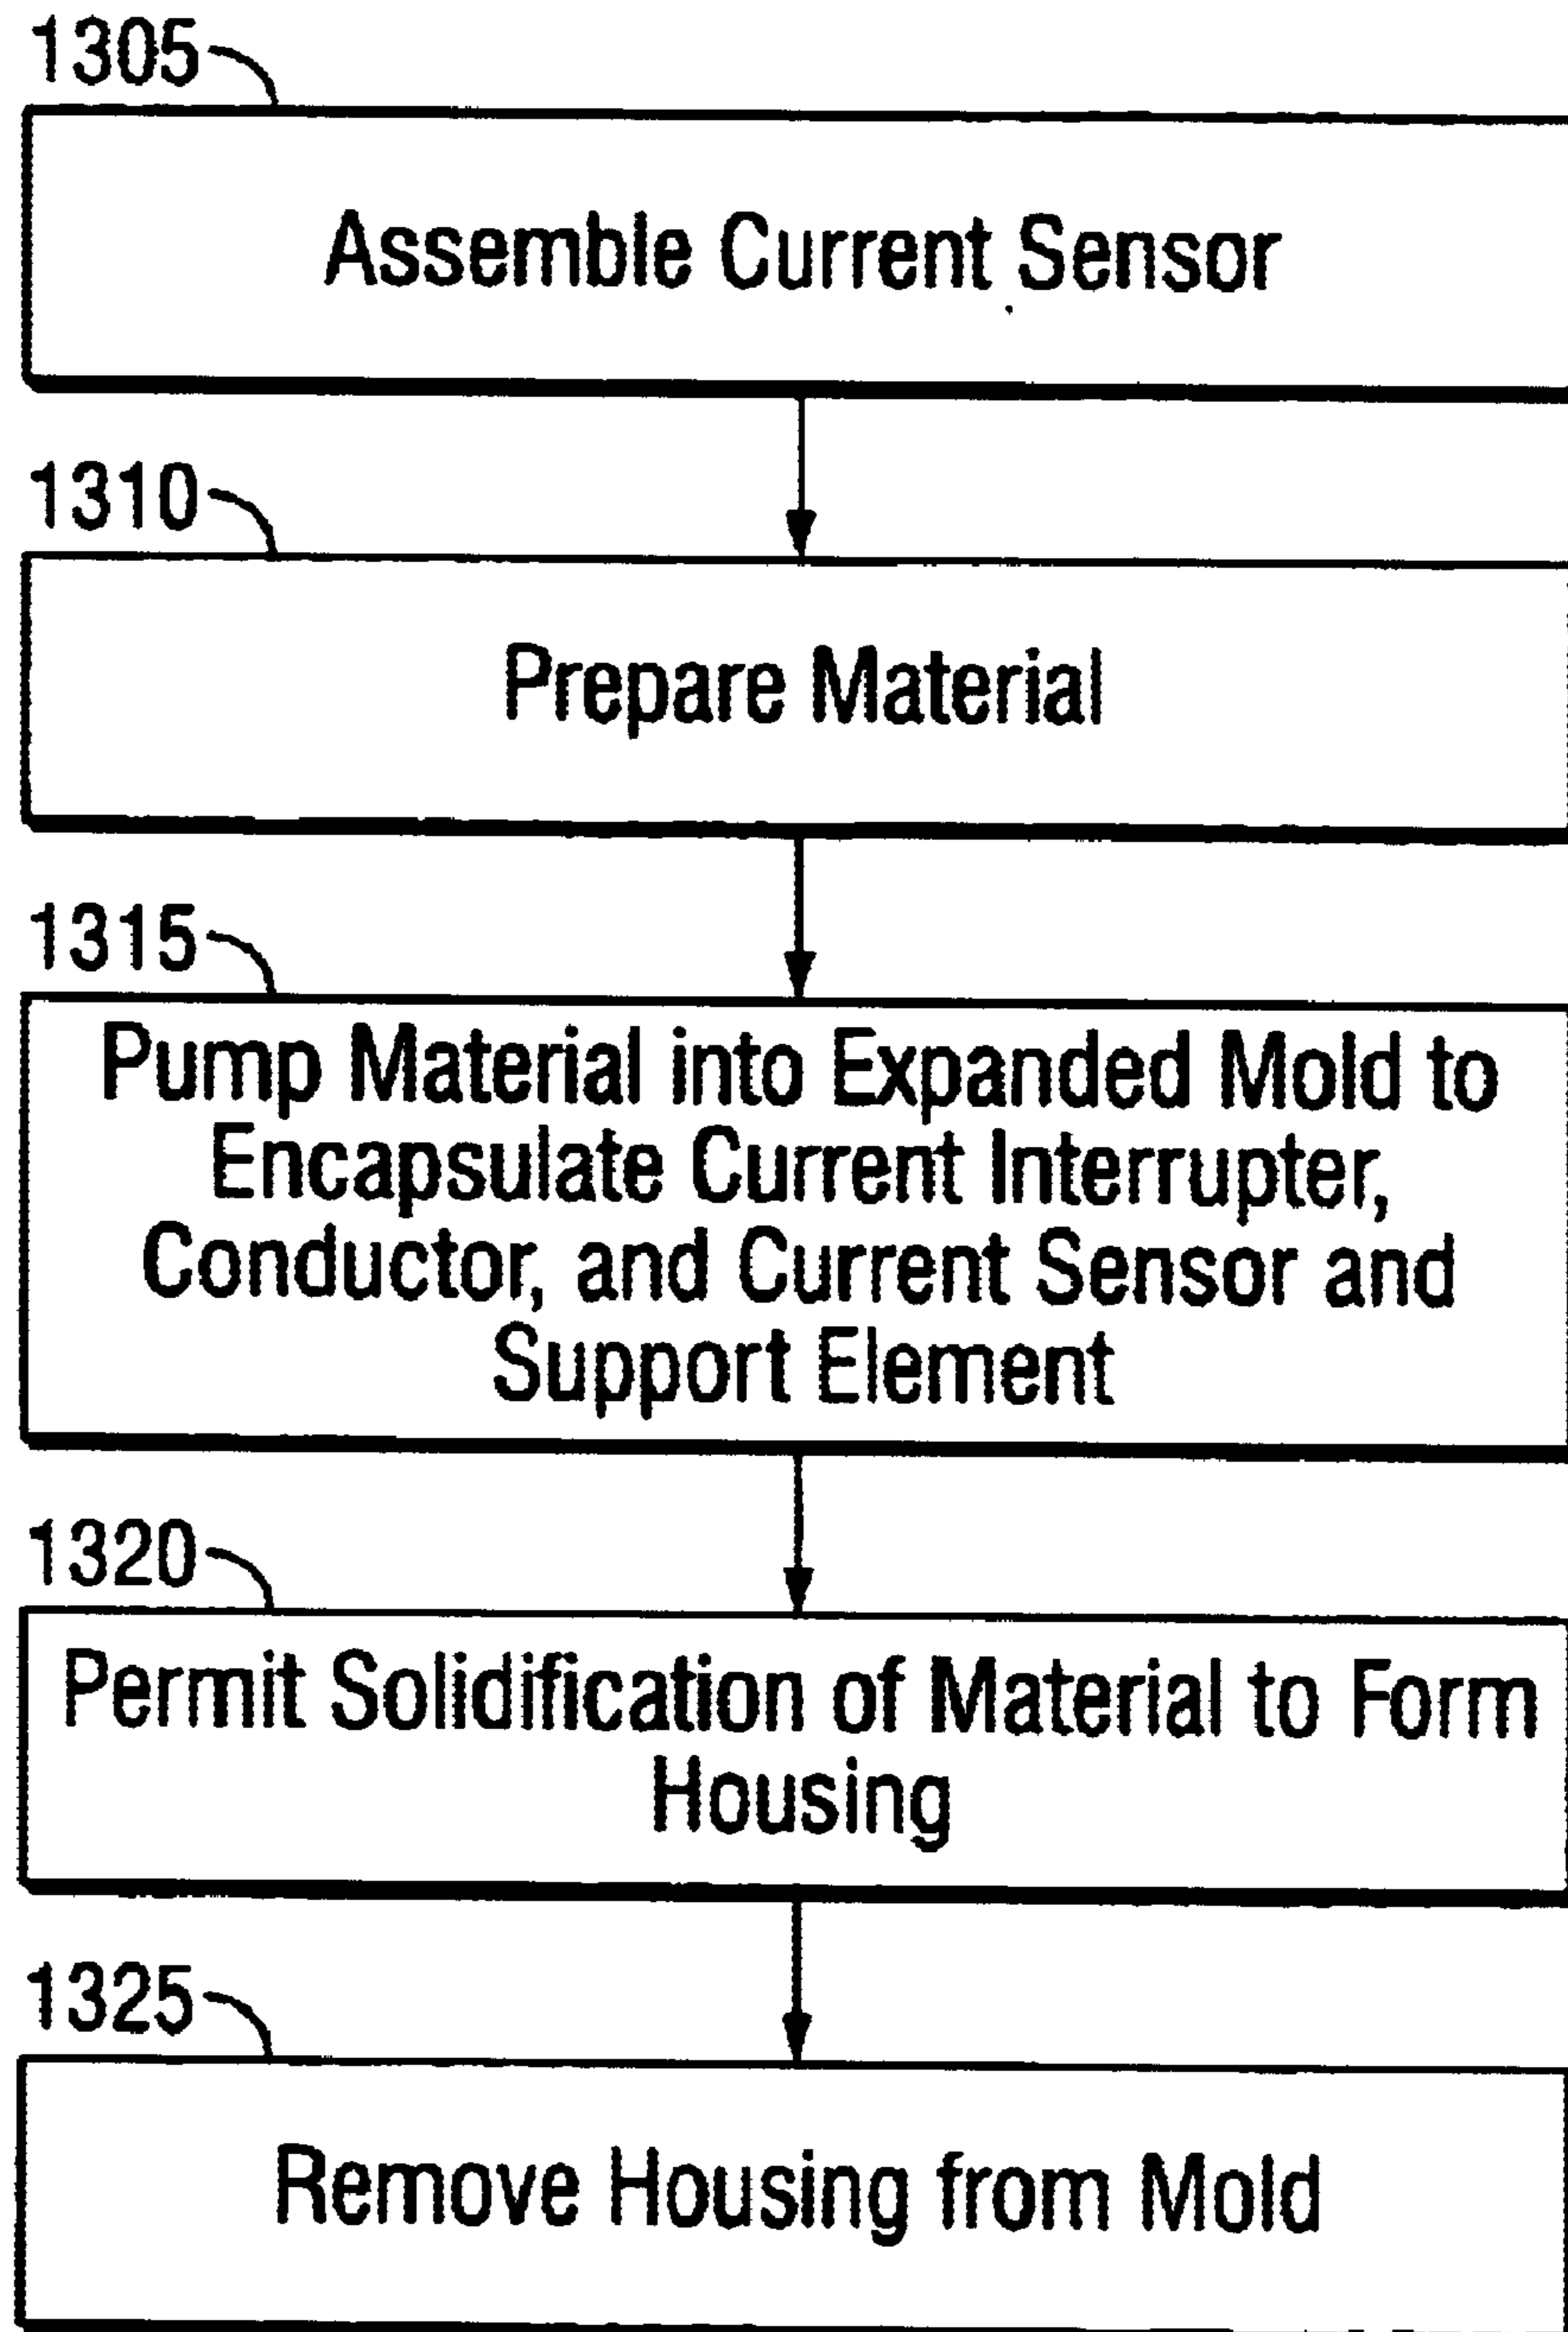 1305
Assemble Current Sensor
1310
Prepare Material
1315
Pump Material into Expanded Mold to
Encapsulate Current Interrupter,
Conductor, and Current Sensor and
Support Element
1320
Permit Solidification of Material to Form
Housing
1325
Remove Housing from Mold